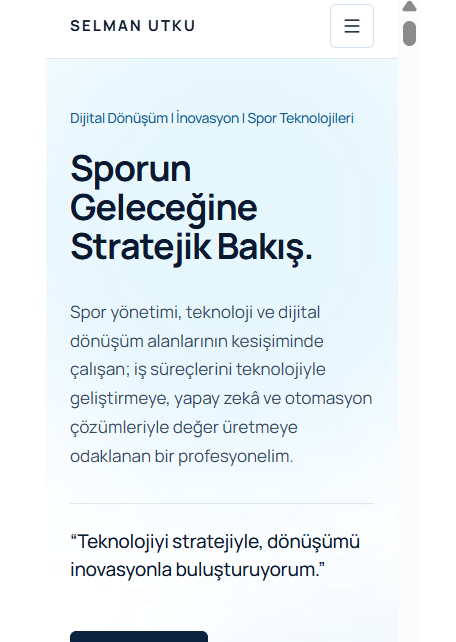 SELMAN UTKU
Dijital Dönüşüm | İnovasyon | Spor Teknolojileri
Sporun
Geleceğine
Stratejik Bakış.
Spor yönetimi, teknoloji ve dijital
dönüşüm alanlarının kesişiminde
çalışan; iş süreçlerini teknolojiyle
geliştirmeye, yapay zekâ ve otomasyon
çözümleriyle değer üretmeye
odaklanan bir profesyonelim.
“Teknolojiyi stratejiyle, dönüşümü
inovasyonla buluşturuyorum.”